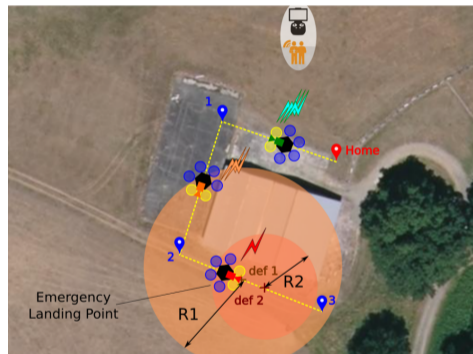 1
Home
2
def 1
def 2
R2
3
Emergency
Landing Point
R1